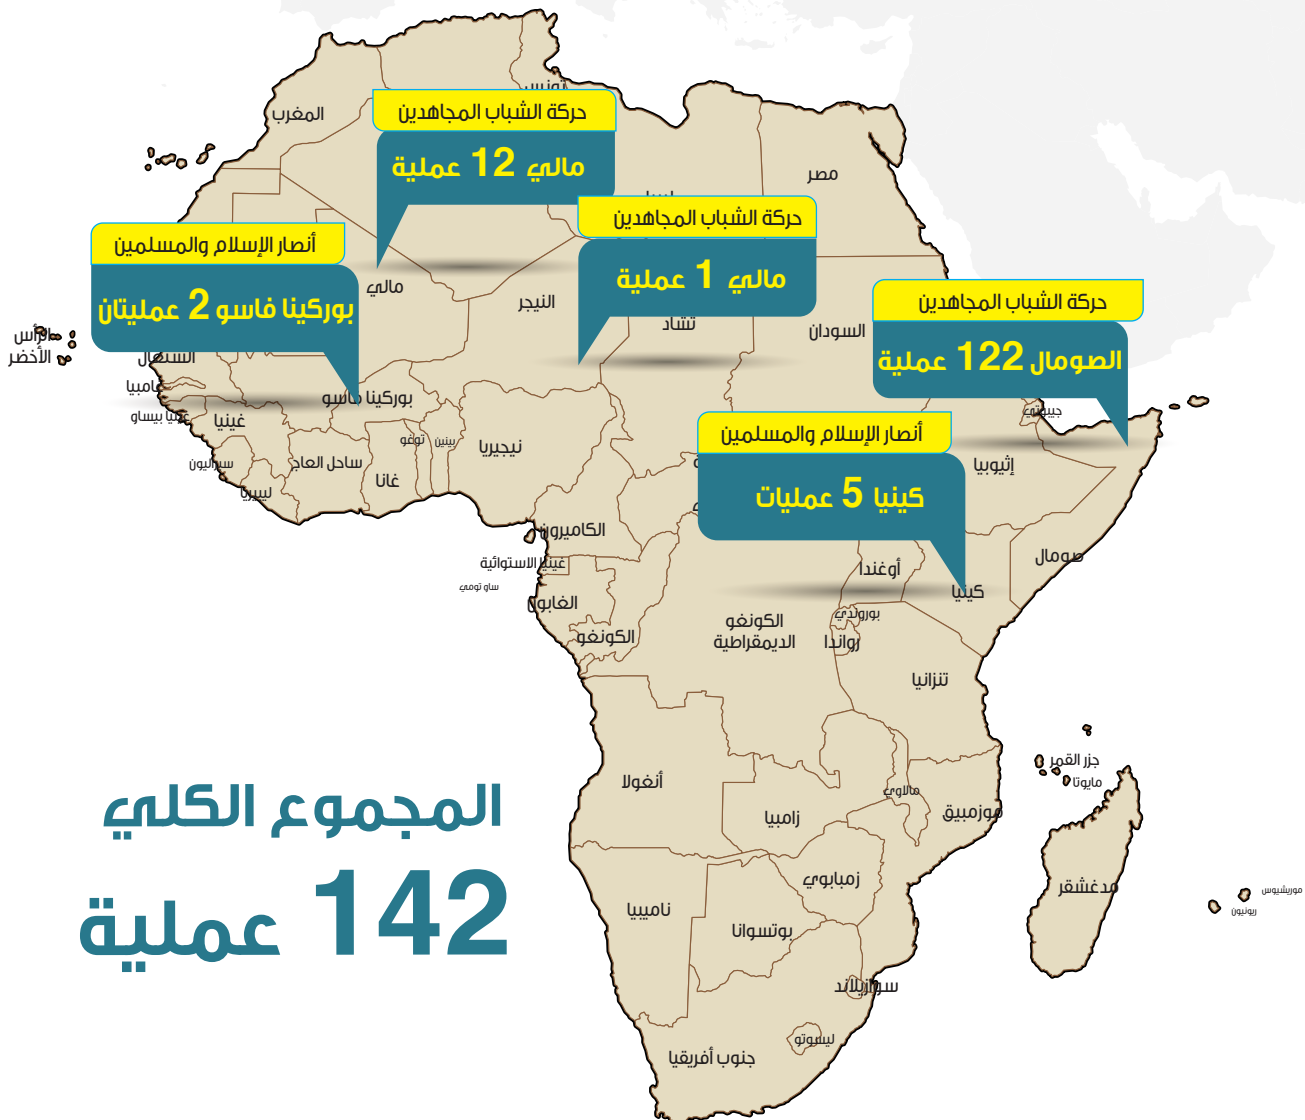 تونس
المغرب
حركة الشباب المجاهدين
مالي 12 عملية
مصر
حركة الشباب المجاهدين
مالي 1 عملية
أنصار الإسلام والمسلمين
بوركينا فاسو 2 عمليتان
حركة الشباب المجاهدين
الصومال 122 عملية
مالي
النيجر
تشاد
السودان
الرأس
الأخضر
السنغال
غامبيا
غينيا بيساو
غينيا
بوركينا فاسو
جيبوتي
أنصار الإسلام والمسلمين
كينيا 5 عمليات
سيراليون
ليبيريا
ساحل العاج
غانا
توغو
بينين
نيجيريا
إثيوبيا
الكاميرون
صومال
غينيا الاستوائية
أوغندا
ساو تومي
كينيا
الغابون
بوروندي
الكونغو
الكونغو
الديمقراطية
رواندا
تنزانيا
جزر القمر
مايوتا
أنغولا
زامبيا
مالاوي
موزمبيق
المجموع الكلي
142 عملية
زمبابوي
مدغشقر
موريشيوس
ريونيون
ناميبيا
بوتسوانا
سوازيلاند
ليسوتو
جنوب أفريقيا